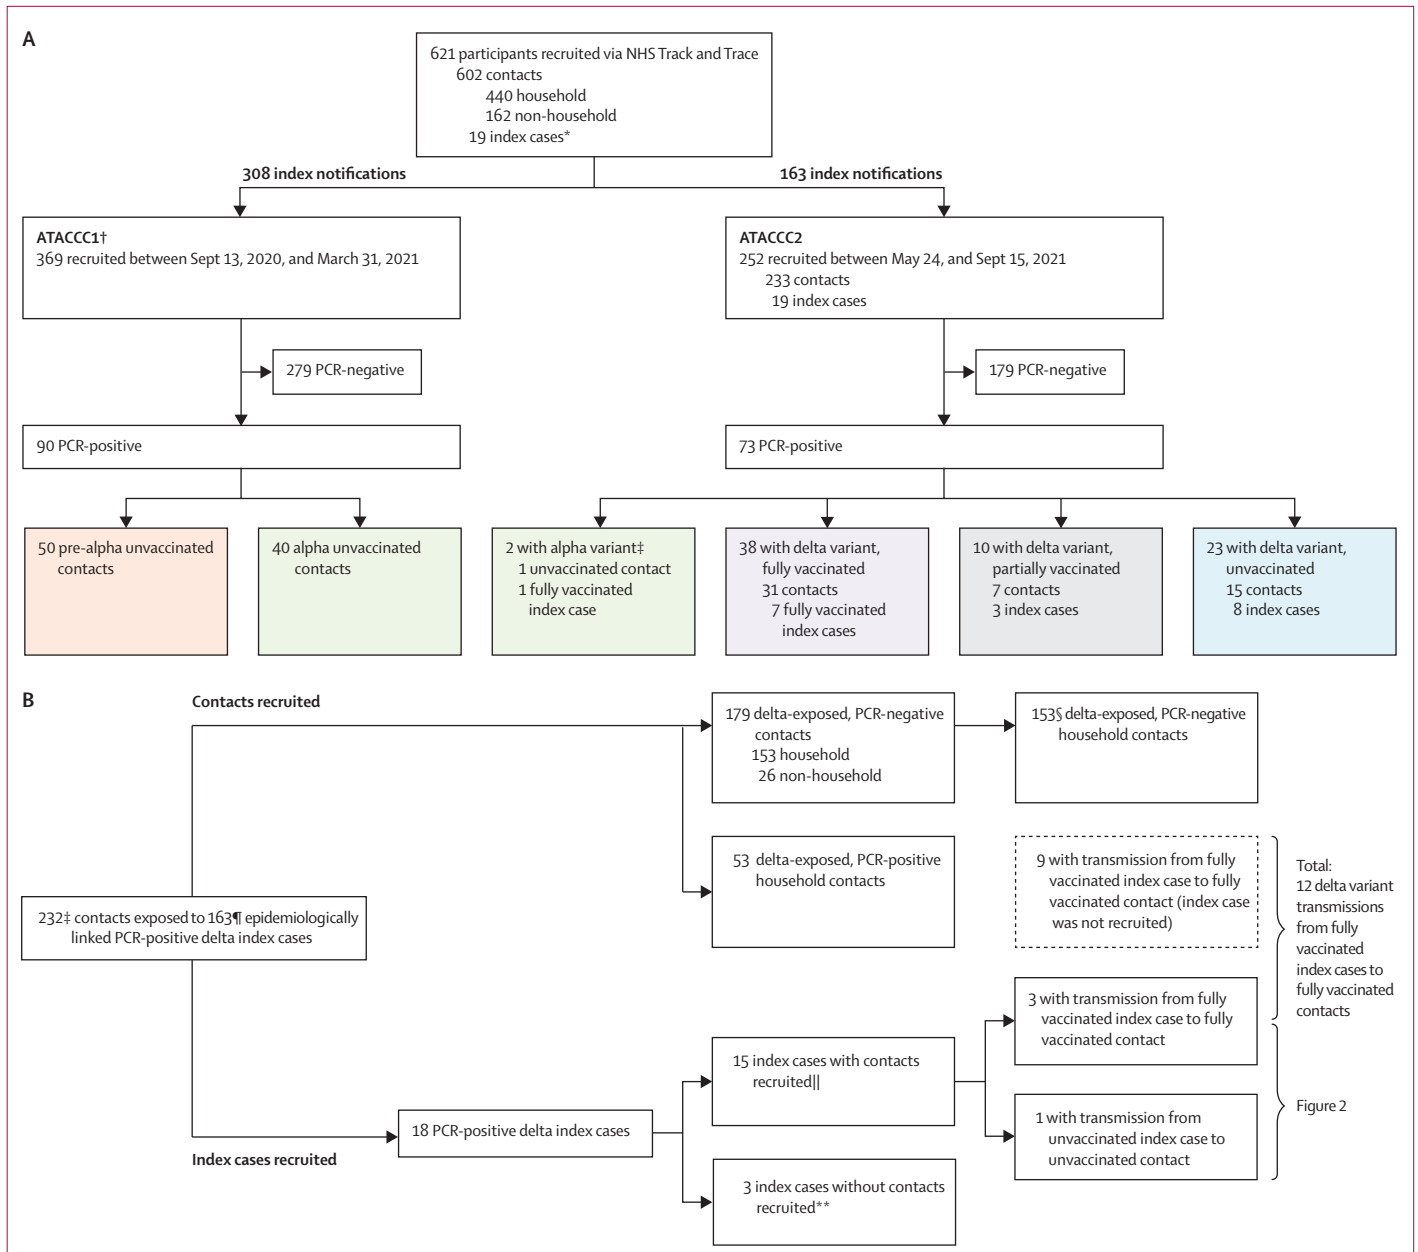 A
621 participants recruited via NHS Track and Trace
602 contacts
440 household
162 non-household
19 index cases*
308 index notifications
163 index notifications
ATACCC1†
369 recruited between Sept 13, 2020, and March 31, 2021
ATACCC2
252 recruited between May 24, and Sept 15, 2021
233 contacts
19 index cases
279 PCR-negative
179 PCR-negative
90 PCR-positive
73 PCR-positive
50 pre-alpha unvaccinated
contacts
40 alpha unvaccinated
contacts
2 with alpha variant‡
1 unvaccinated contact
1 fully vaccinated
index case
38 with delta variant,
fully vaccinated
31 contacts
7 fully vaccinated
index cases
10 with delta variant,
partially vaccinated
7 contacts
3 index cases
23 with delta variant,
unvaccinated
15 contacts
8 index cases
B
Contacts recruited
179 delta-exposed, PCR-negative
contacts
153 household
26 non-household
153§ delta-exposed, PCR-negative
household contacts
53 delta-exposed, PCR-positive
household contacts
9 with transmission from fully
vaccinated index case to fully
vaccinated contact (index case
was not recruited)
Total:
12 delta variant
transmissions
from fully
vaccinated
index cases to
fully vaccinated
contacts
232‡ contacts exposed to 163¶ epidemiologically
linked PCR-positive delta index cases
3 with transmission from fully
vaccinated index case to fully
vaccinated contact
15 index cases with contacts
recruited||
Figure 2
18 PCR-positive delta index cases
1 with transmission from
unvaccinated index case to
unvaccinated contact
Index cases recruited
3 index cases without contacts
recruited**